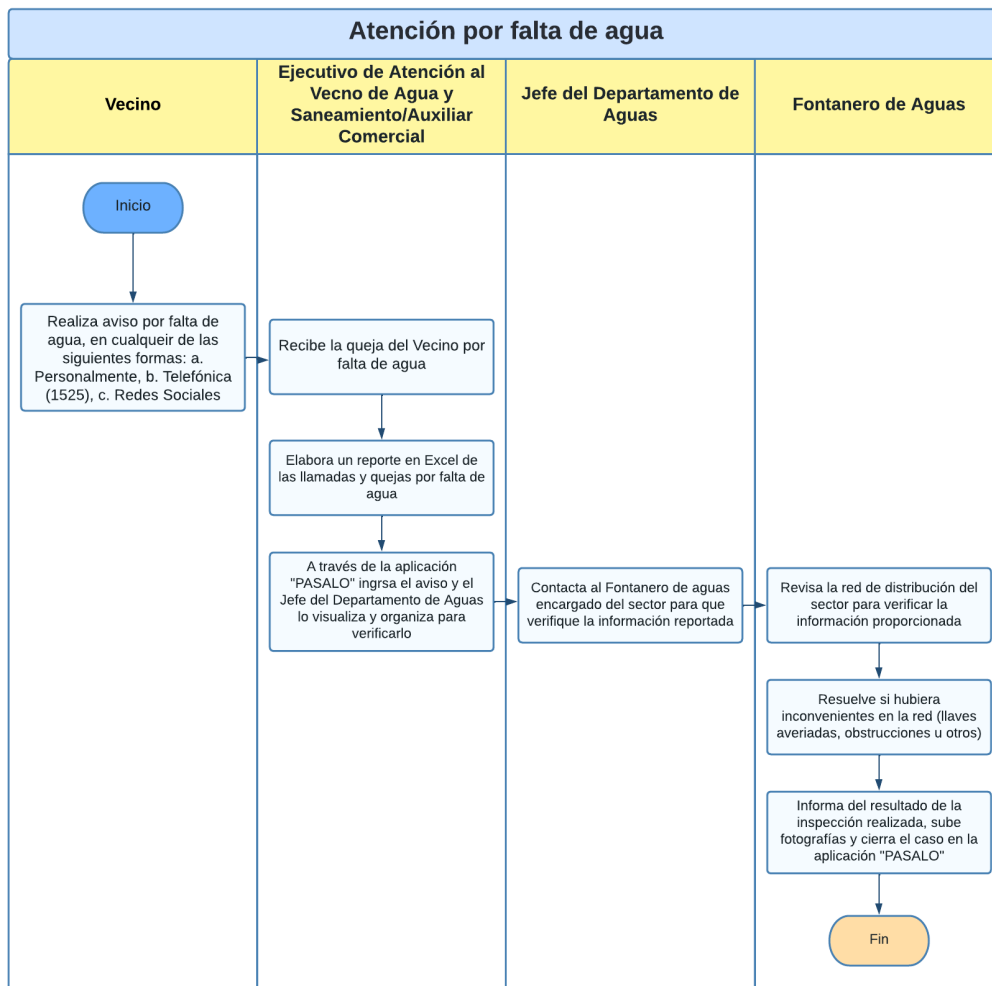 Atención por falta de agua
Vecino
Ejecutivo de Atención al
Vecno de Agua y
Saneamiento/Auxiliar
Comercial
Jefe del Departamento de
Aguas
Fontanero de Aguas
Inicio
Realiza aviso por falta de
agua, en cualqueir de las
siguientes formas: a.
Personalmente, b. Telefónica
(1525), c. Redes Sociales
Recibe la queja del Vecino por
falta de agua
Elabora un reporte en Excel de
las llamadas y quejas por falta de
agua
A través de la aplicación
"PASALO" ingrsa el aviso y el
Jefe del Departamento de Aguas
lo visualiza y organiza para
verificarlo
Contacta al Fontanero de aguas
encargado del sector para que
verifique la información reportada
Revisa la red de distribución del
sector para verificar la
información proporcionada
Resuelve si hubiera
inconvenientes en la red (llaves
averiadas, obstrucciones u otros)
Informa del resultado de la
inspección realizada, sube
fotografías y cierra el caso en la
aplicación "PASALO"
Fin